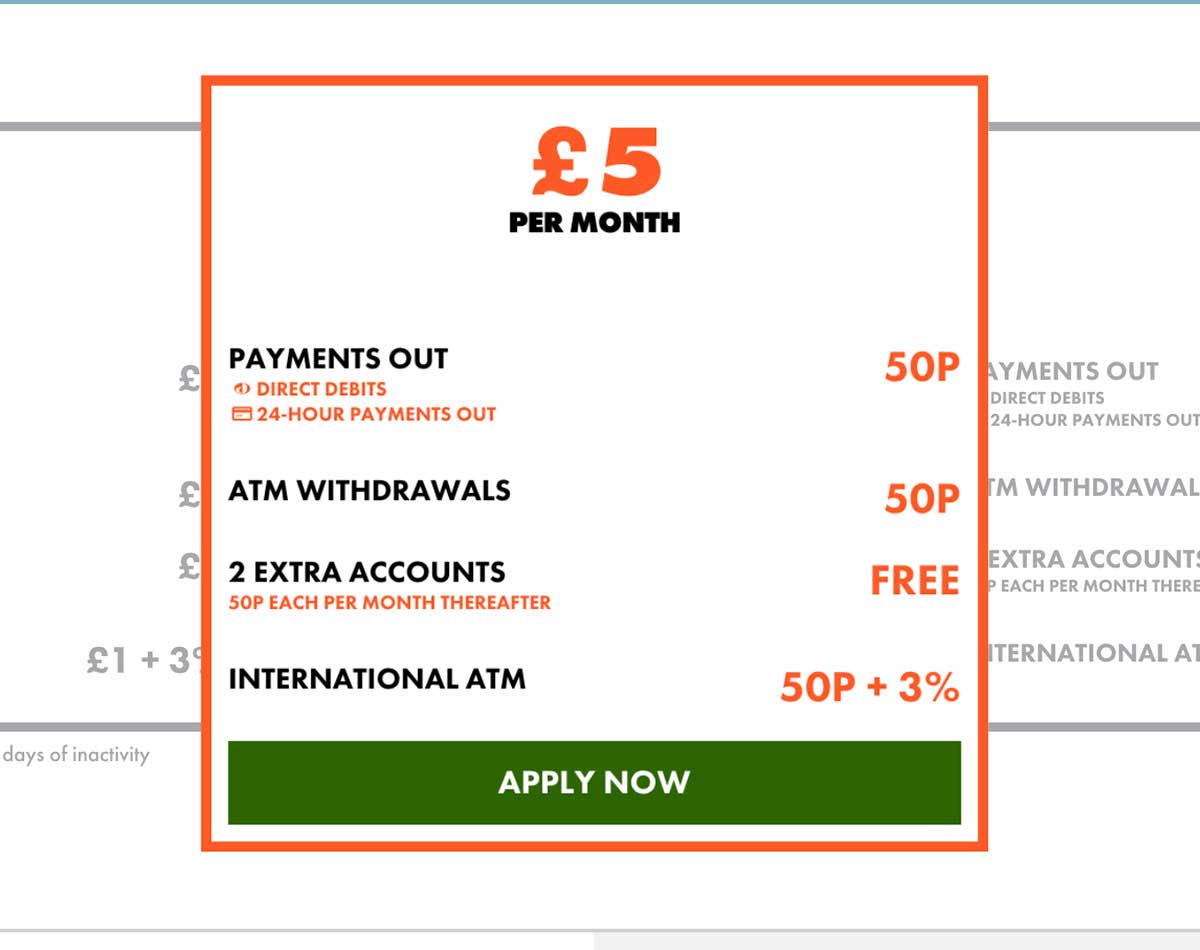 £5
PER MONTH
PAYMENTS OUT
50P
DIRECT DEBITS
24-HOUR PAYMENTS OUT
ATM WITHDRAWALS
50P
2 EXTRA ACCOUNTS
FREE
50P EACH PER MONTH THEREAFTER
INTERNATIONAL ATM
50P + 3%
APPLY NOW
£
£
£
£1 + 3%
days of inactivity
AYMENTS OUT
DIRECT DEBITS
24-HOUR PAYMENTS OUT
TM WITHDRAWAL
EXTRA ACCOUNTS
P EACH PER MONTH THERE
NTERNATIONAL AT